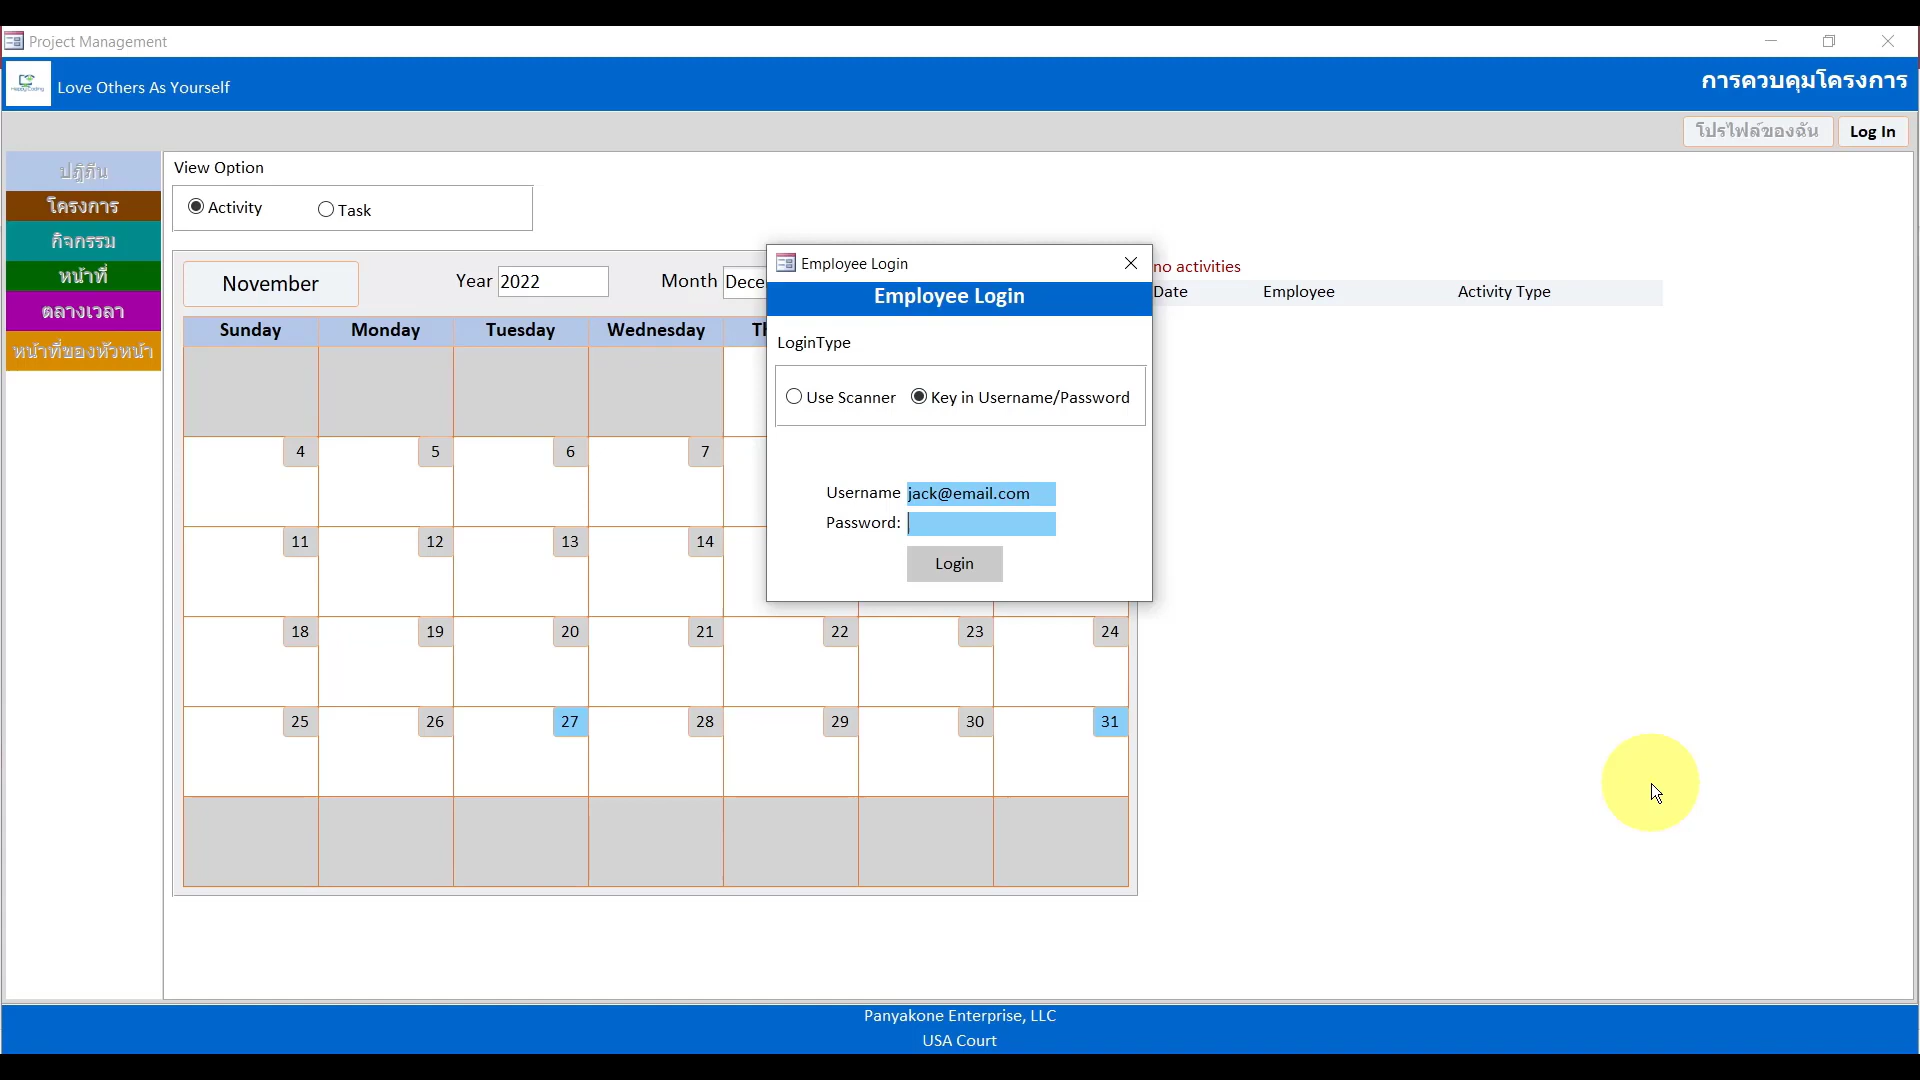 Project Management
Love Others As Yourself
การควบคุมโครงการ
โปรไฟล์ของฉัน
Log In
ปฎิทิน
โครงการ
กิจกรรม
หน้าที่
ตลางเวลา
หน้าที่ของหัวหน้า
View Option
Activity
Task
November
Year 2022
Month Dece
Sunday Monday Tuesday Wednesday Th
4 5 6 7
11 12 13 14
18 19 20 21 22 23 24
25 26 27 28 29 30 31
Employee Login
Employee Login
LoginType
Use Scanner
Key in Username/Password
Username jack@email.com
Password:
Login
no activities
Date Employee Activity Type
Panyakone Enterprise, LLC
USA Court